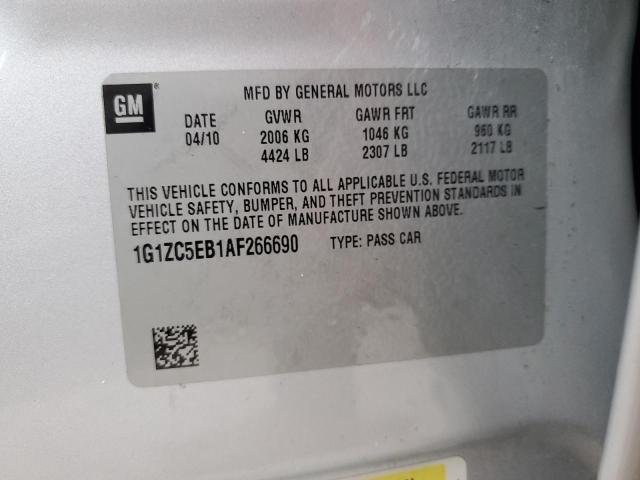 GM
MFD BY GENERAL MOTORS LLC
DATE GVWR GAWR FRT GAWR RR
04/10 2006 KG 1046 KG 960 KG
4424 LB 2307 LB 2117 LB
THIS VEHICLE CONFORMS TO ALL APPLICABLE U.S. FEDERAL MOTOR
VEHICLE SAFETY, BUMPER, AND THEFT PREVENTION STANDARDS IN
EFFECT ON THE DATE OF MANUFACTURE SHOWN ABOVE.
1G1ZC5EB1AF266690 TYPE: PASS CAR